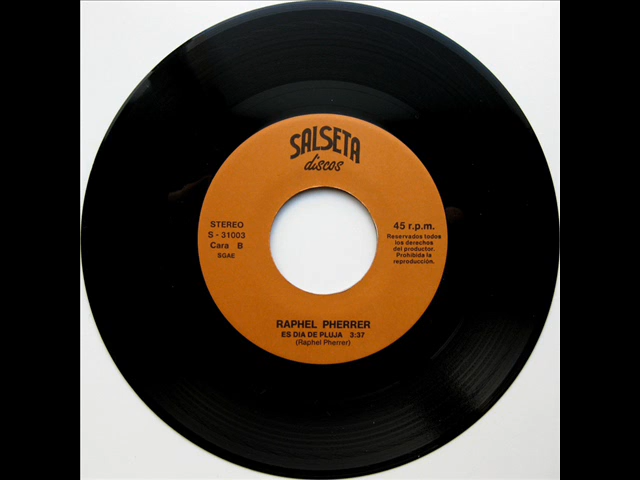 SALSETA
discos
STEREO
S - 31003
Cara B
SGAE
45 r.p.m.
Reservados todos
los derechos
del productor.
Prohibida la
reproducción.
RAPHEL PHERRER
ES DIA DE PLUJA 3:37
(Raphel Pherrer)